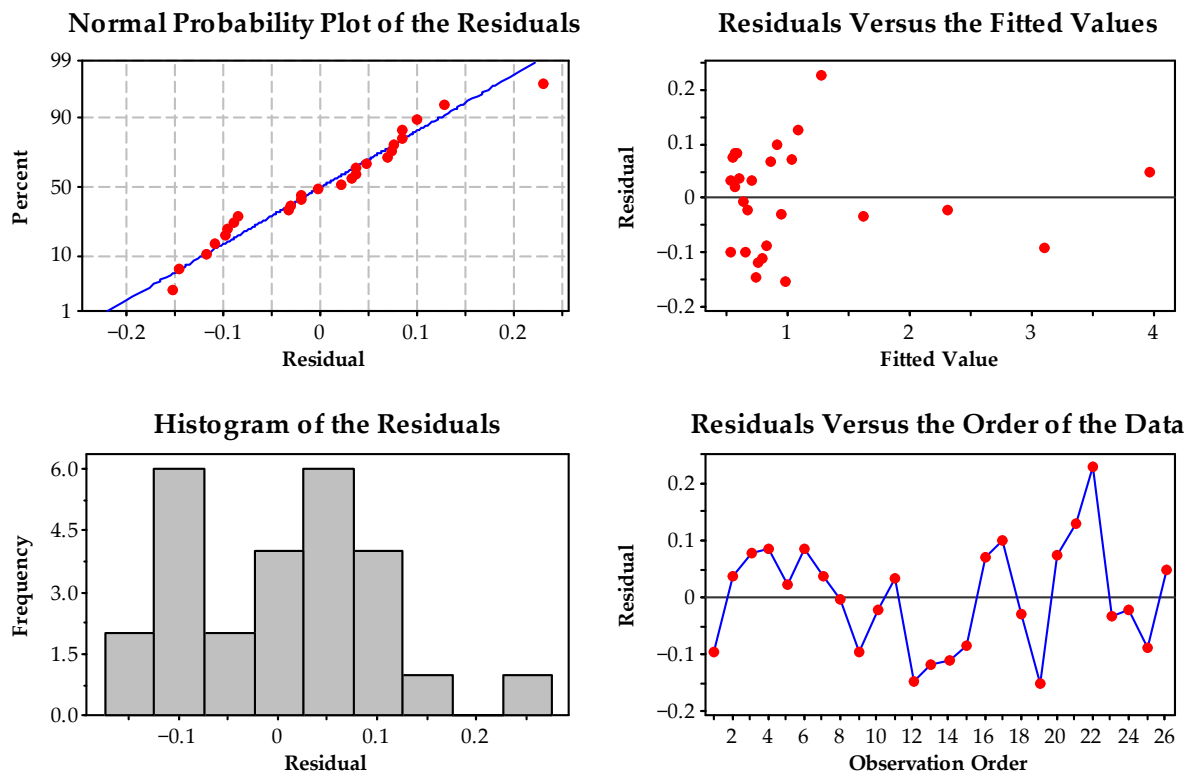 Normal Probability Plot of the Residuals
99
90
50
10
1
Percent
−0.2 −0.1 0 0.1 0.2
Residual
Residuals Versus the Fitted Values
0.2
0.1
0
−0.1
−0.2
Residual
1 2 3 4
Fitted Value
Histogram of the Residuals
6.0
4.5
3.0
1.5
0.0
Frequency
−0.1 0 0.1 0.2
Residual
Residuals Versus the Order of the Data
0.2
0.10
0
−0.1
−0.2
Residual
2 4 6 8 10 12 14 16 18 20 22 24 26
Observation Order